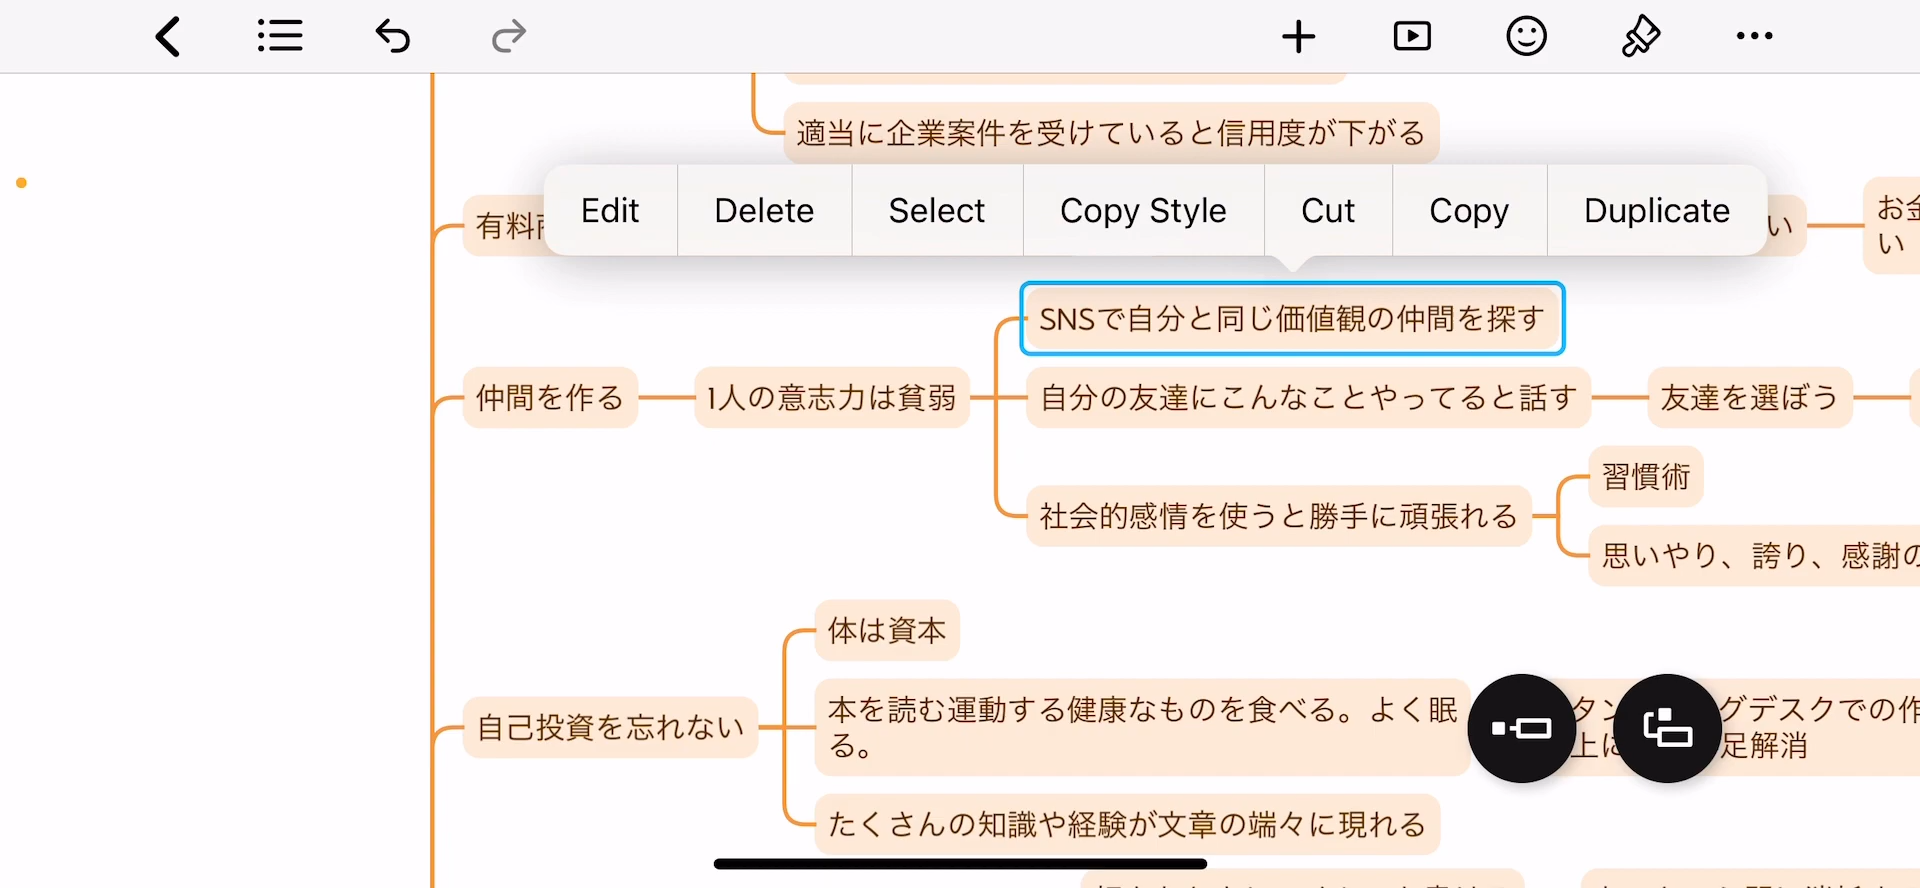 適当に企業案件を受けていると信用度が下がる
Edit
Delete
Select
Copy Style
Cut
Copy
Duplicate
有料
い
お金
い
SNSで自分と同じ価値観の仲間を探す
仲間を作る
1人の意志力は貧弱
自分の友達にこんなことやってると話す
友達を選ぼう
社会的感情を使うと勝手に頑張れる
習慣術
思いやり、誇り、感謝の
体は資本
自己投資を忘れない
本を読む運動する健康なものを食べる。よく眠
る。
タン
グデスクでの作
上に
足解消
たくさんの知識や経験が文章の端々に現れる